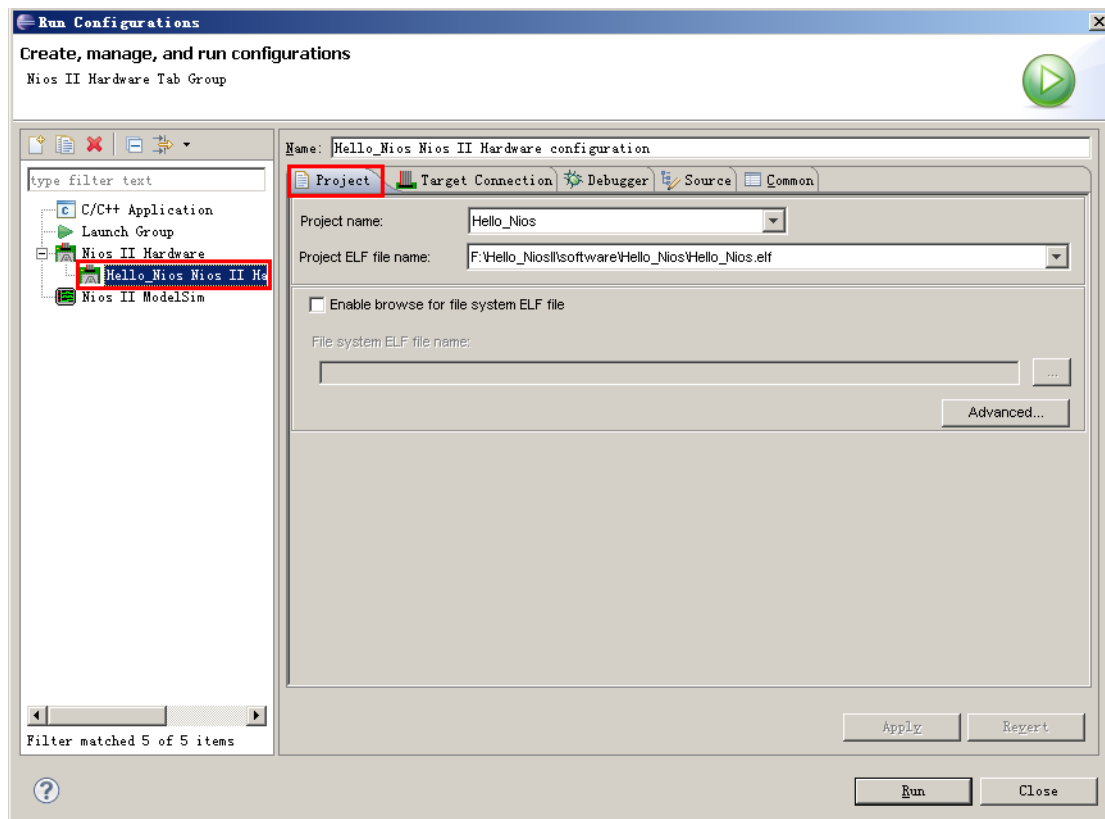 Run Configurations
Create, manage, and run configurations
Nios II Hardware Tab Group
type filter text
C/C++ Application
Launch Group
Nios II Hardware
Hello_Nios Nios II Ha
Nios II ModelSim
Filter matched 5 of 5 items
Name: Hello_Nios Nios II Hardware configuration
Project Target Connection Debugger Source Common
Project name: Hello_Nios
Project ELF file name: F:\Hello_NiosII\software\Hello_Nios\Hello_Nios.elf
Enable browse for file system ELF file
File system ELF file name:
...
Advanced...
Apply Revert
Run Close